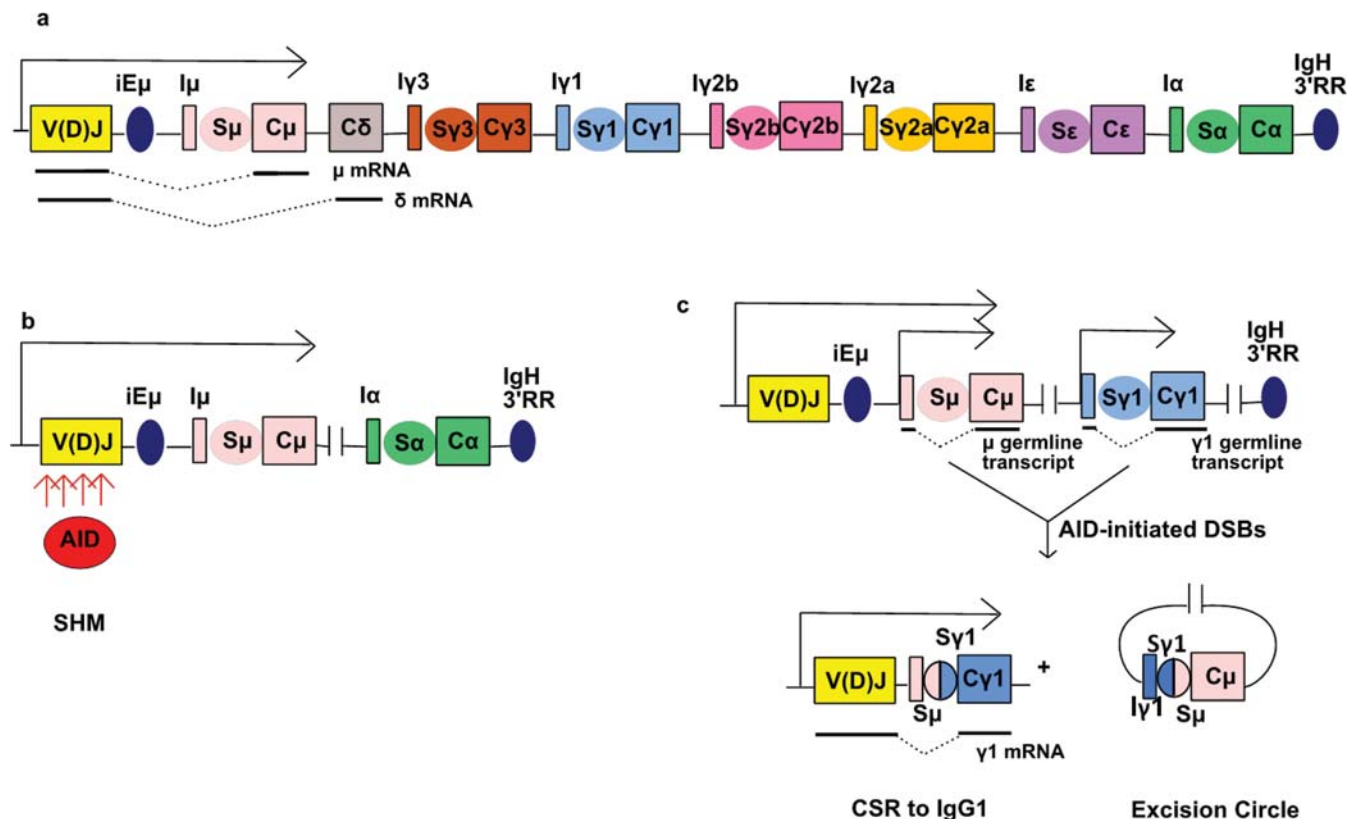 a
iEμ Iμ Iγ3 Iγ1 Iγ2b Iγ2a Iε Iα IgH
3'RR
V(D)J Sμ Cμ Cδ Sγ3 Cγ3 Sγ1 Cγ1 Sγ2b Cγ2b Sγ2a Cγ2a Sε Cε Sα Cα
μ mRNA
δ mRNA
b
iEμ Iμ Iα IgH
3'RR
V(D)J Sμ Cμ Sα Cα
AID
SHM
c
iEμ IgH
3'RR
V(D)J Sμ Cμ Sγ1 Cγ1
μ germline
transcript
γ1 germline
transcript
AID-initiated DSBs
Sγ1
V(D)J Cγ1 +
Sμ
γ1 mRNA
CSR to IgG1
Sγ1
Cμ
Iγ1 Sμ
Excision Circle